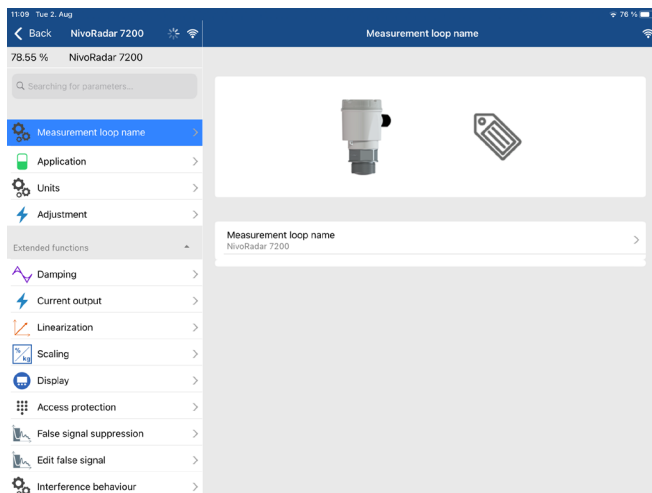 11:09 Tue 2. Aug
76 %
Back NivoRadar 7200
Measurement loop name
78.55 % NivoRadar 7200
Searching for parameters...
Measurement loop name
Application
Units
Adjustment
Extended functions
Damping
Current output
Linearization
% kg Scaling
Display
Access protection
False signal suppression
Edit false signal
Interference behaviour
Measurement loop name
NivoRadar 7200